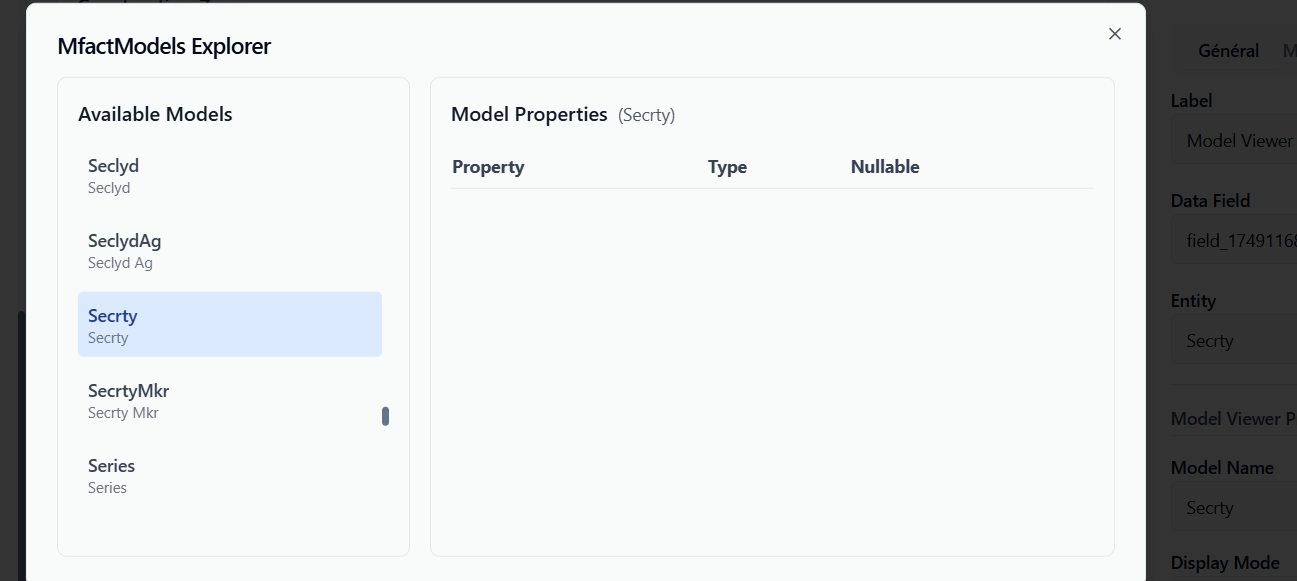 MfactModels Explorer
Available Models
Seclyd
Seclyd
SeclydAg
Seclyd Ag
Secrty
Secrty
SecrtyMkr
Secrty Mkr
Series
Series
Model Properties (Secrty)
Property Type Nullable
Général M
Label
Model Viewer
Data Field
field_17491168
Entity
Secrty
Model Viewer P
Model Name
Secrty
Display Mode